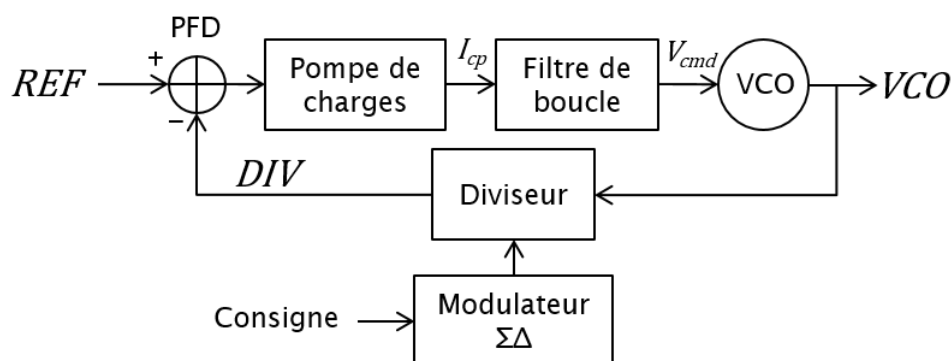 PFD
+
REF
−
Pompe de
charges
I_cp
Filtre de
boucle
V_cmd
VCO
VCO
DIV
Diviseur
Consigne
Modulateur
ΣΔ